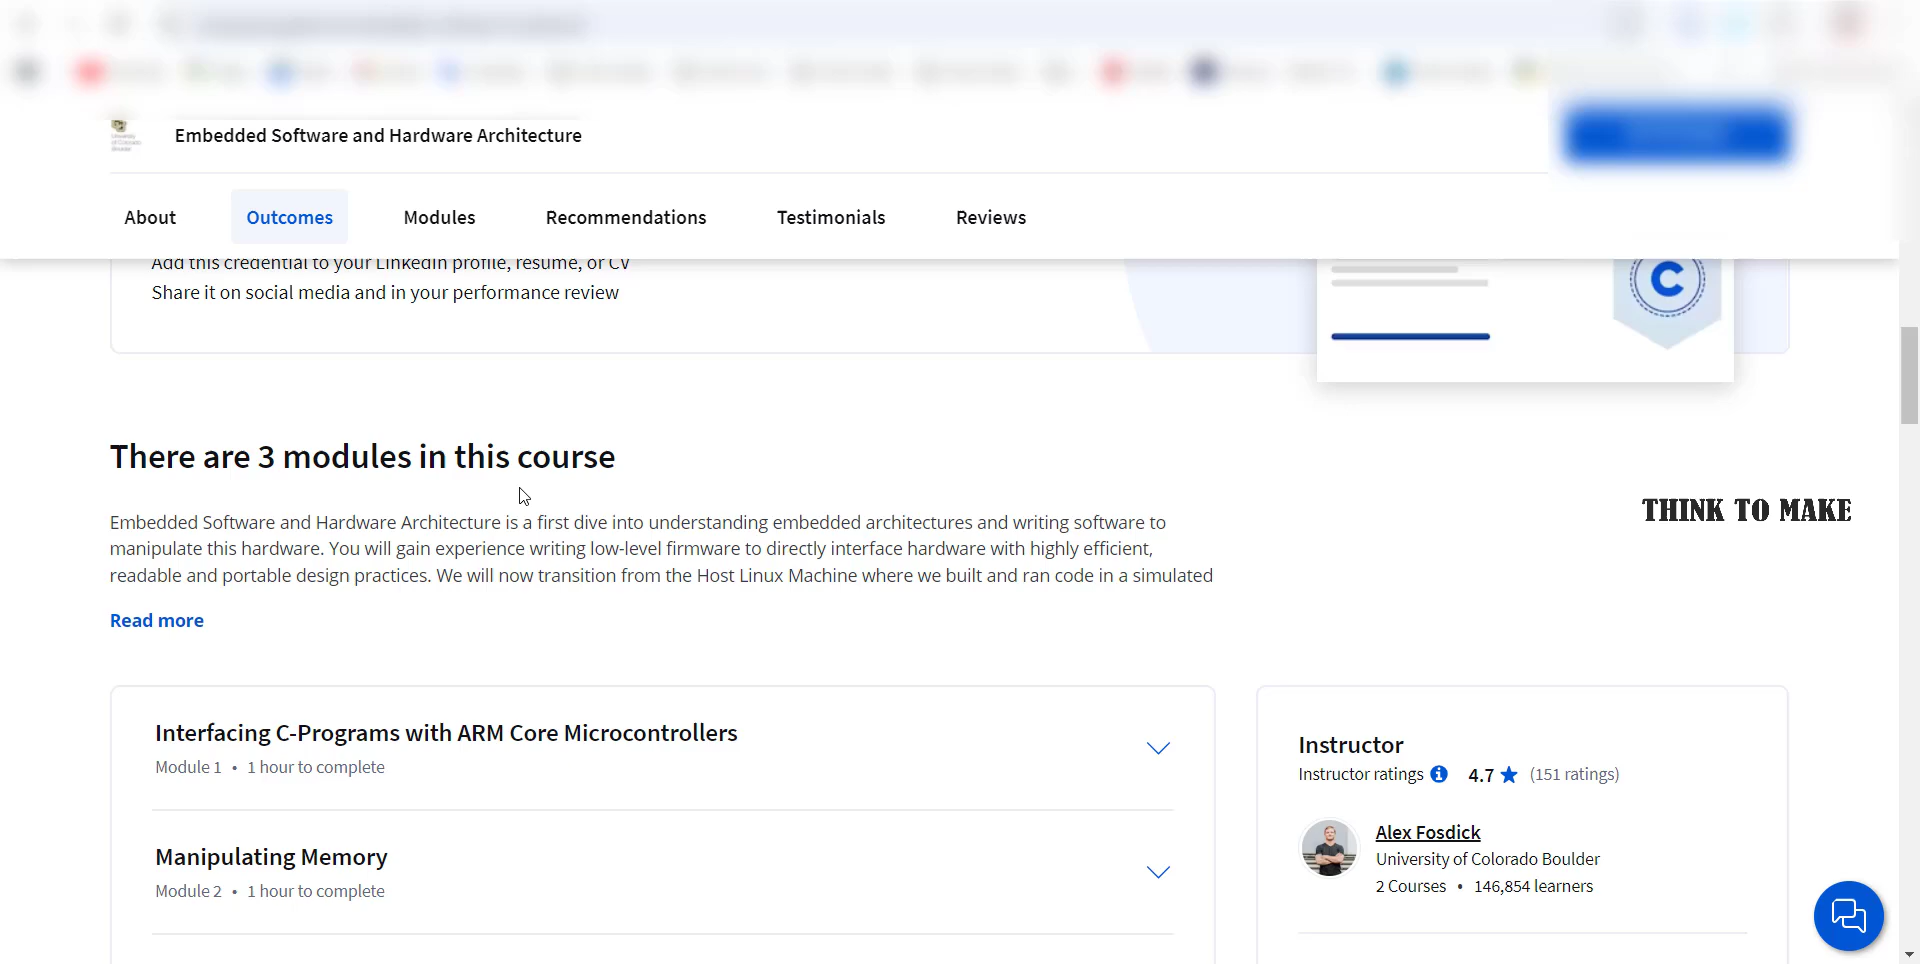 Embedded Software and Hardware Architecture
About Outcomes Modules Recommendations Testimonials Reviews
Add this credential to your LinkedIn profile, resume, or CV
Share it on social media and in your performance review
C
There are 3 modules in this course
THINK TO MAKE
Embedded Software and Hardware Architecture is a first dive into understanding embedded architectures and writing software to
manipulate this hardware. You will gain experience writing low-level firmware to directly interface hardware with highly efficient,
readable and portable design practices. We will now transition from the Host Linux Machine where we built and ran code in a simulated
Read more
Interfacing C-Programs with ARM Core Microcontrollers
Module 1 • 1 hour to complete
Manipulating Memory
Module 2 • 1 hour to complete
Instructor
Instructor ratings 4.7 (151 ratings)
Alex Fosdick
University of Colorado Boulder
2 Courses • 146,854 learners